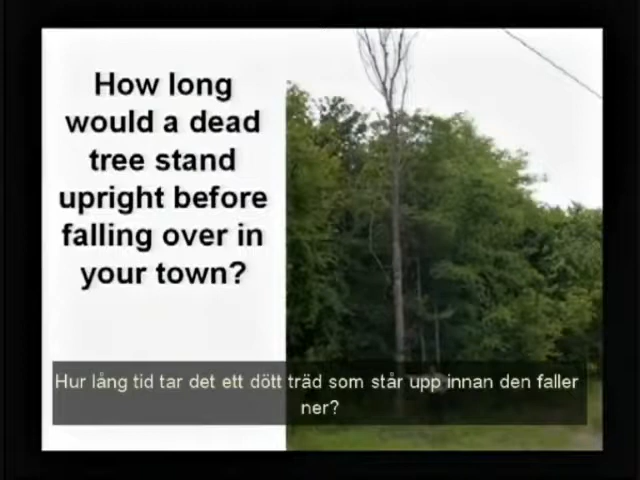 How long
would a dead
tree stand
upright before
falling over in
your town?
Hur lång tid tar det ett dött träd som står upp innan den faller
ner?